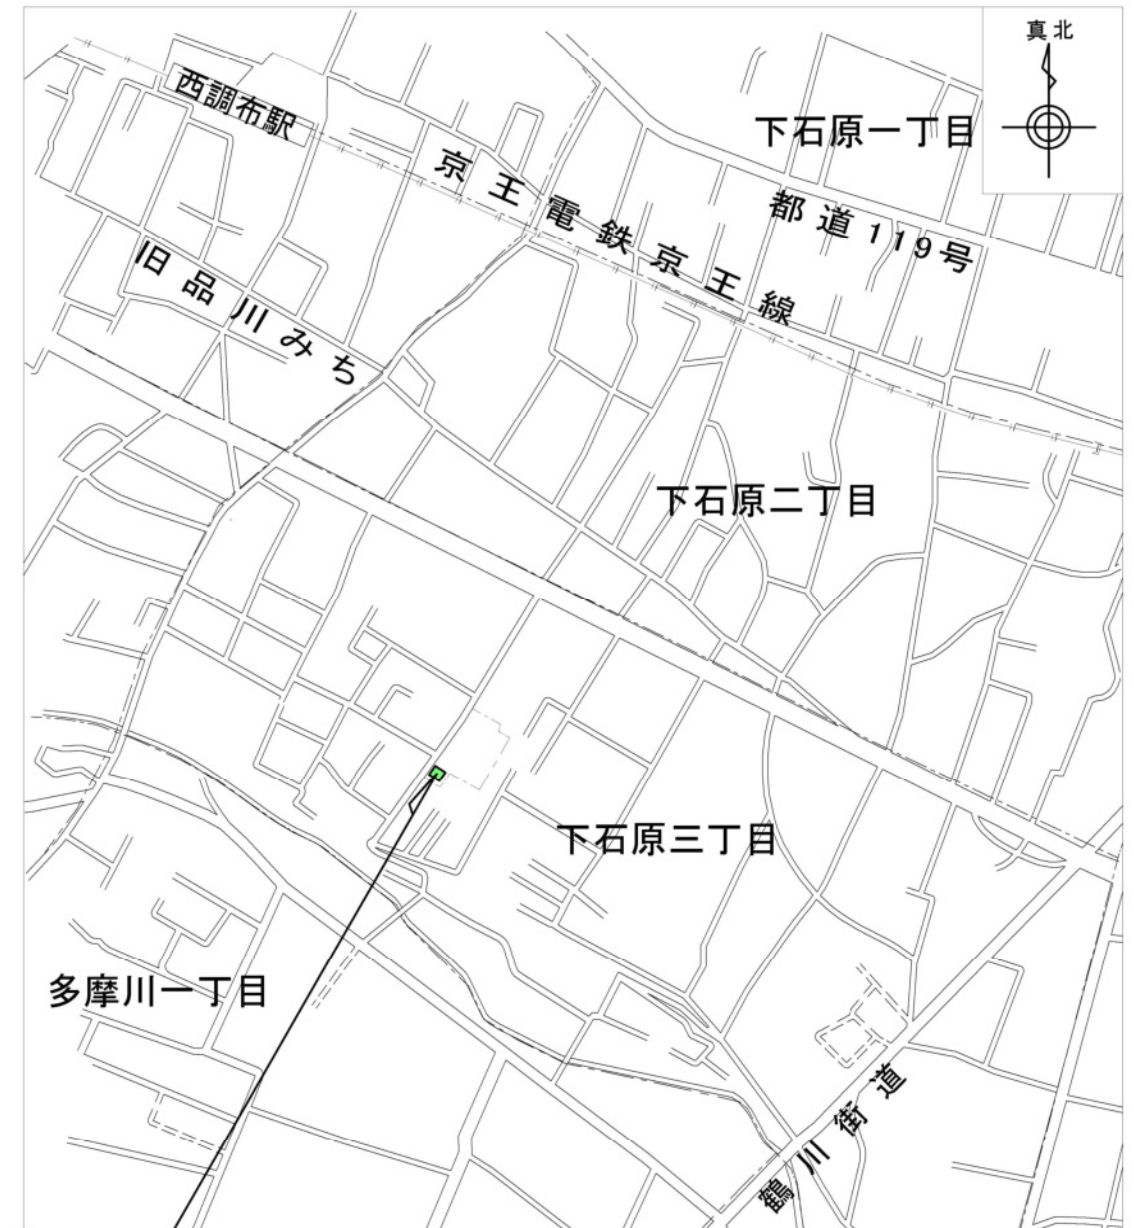 真北
西調布駅
下石原一丁目
京王電鉄京王線
都道119号
旧品川みち
下石原二丁目
下石原三丁目
多摩川一丁目
鶴川街道